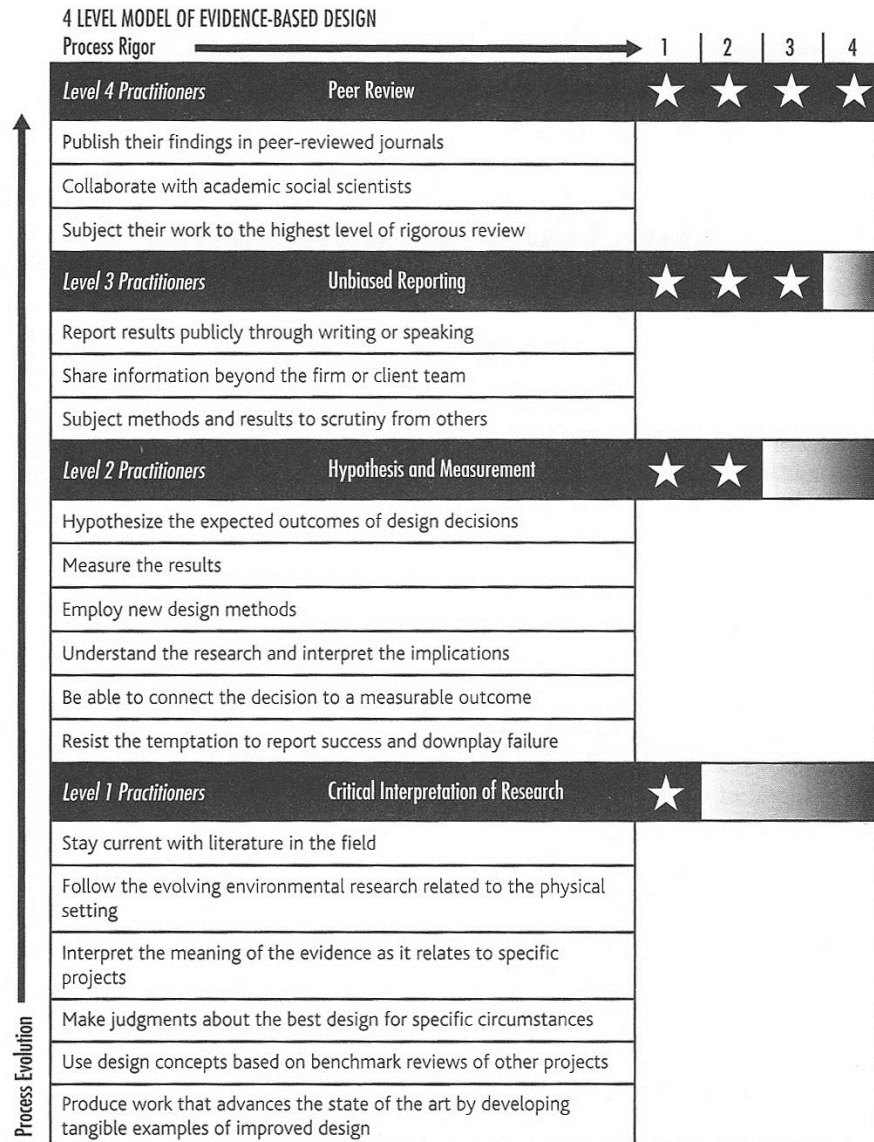 4 LEVEL MODEL OF EVIDENCE-BASED DESIGN
Process Rigor 1 2 3 4
Level 4 Practitioners Peer Review
Publish their findings in peer-reviewed journals
Collaborate with academic social scientists
Subject their work to the highest level of rigorous review
Level 3 Practitioners Unbiased Reporting
Report results publicly through writing or speaking
Share information beyond the firm or client team
Subject methods and results to scrutiny from others
Level 2 Practitioners Hypothesis and Measurement
Hypothesize the expected outcomes of design decisions
Measure the results
Employ new design methods
Understand the research and interpret the implications
Be able to connect the decision to a measurable outcome
Resist the temptation to report success and downplay failure
Level 1 Practitioners Critical Interpretation of Research
Stay current with literature in the field
Follow the evolving environmental research related to the physical
setting
Interpret the meaning of the evidence as it relates to specific
projects
Make judgments about the best design for specific circumstances
Use design concepts based on benchmark reviews of other projects
Produce work that advances the state of the art by developing
tangible examples of improved design
Process Evolution